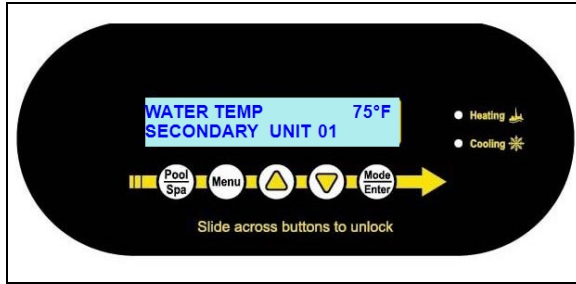 WATER TEMP 75°F
SECONDARY UNIT 01
Heating
Cooling
Pool
Spa
Menu
Mode
Enter
Slide across buttons to unlock